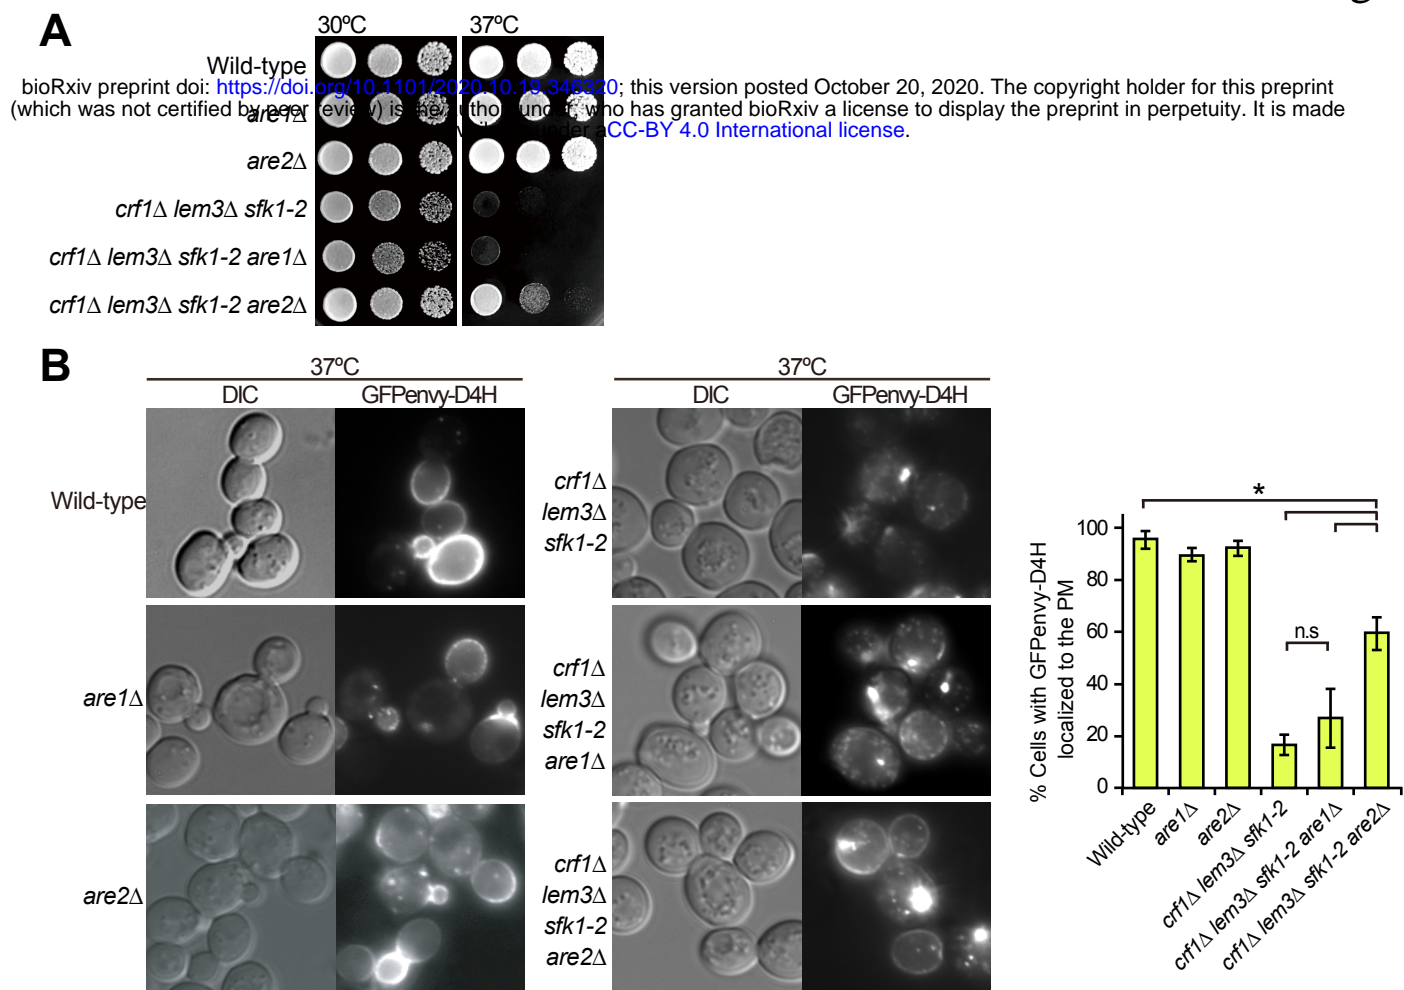 A
30ºC
37ºC
Wild-type
bioRxiv preprint doi: https://doi.org/10.1101/2020.10.19.346320; this version posted October 20, 2020. The copyright holder for this preprint
(which was not certified by peer review) is the author/funder, who has granted bioRxiv a license to display the preprint in perpetuity. It is made
are1Δ
under aCC-BY 4.0 International license.
are2Δ
crf1Δ lem3Δ sfk1-2
crf1Δ lem3Δ sfk1-2 are1Δ
crf1Δ lem3Δ sfk1-2 are2Δ
B
37ºC
DIC
GFPenvy-D4H
Wild-type
are1Δ
are2Δ
37ºC
DIC
GFPenvy-D4H
crf1Δ
lem3Δ
sfk1-2
crf1Δ
lem3Δ
sfk1-2
are1Δ
crf1Δ
lem3Δ
sfk1-2
are2Δ
% Cells with GFPenvy-D4H
localized to the PM
100
80
60
40
20
0
*
n.s
Wild-type
are1Δ
are2Δ
crf1Δ lem3Δ sfk1-2
crf1Δ lem3Δ sfk1-2 are1Δ
crf1Δ lem3Δ sfk1-2 are2Δ